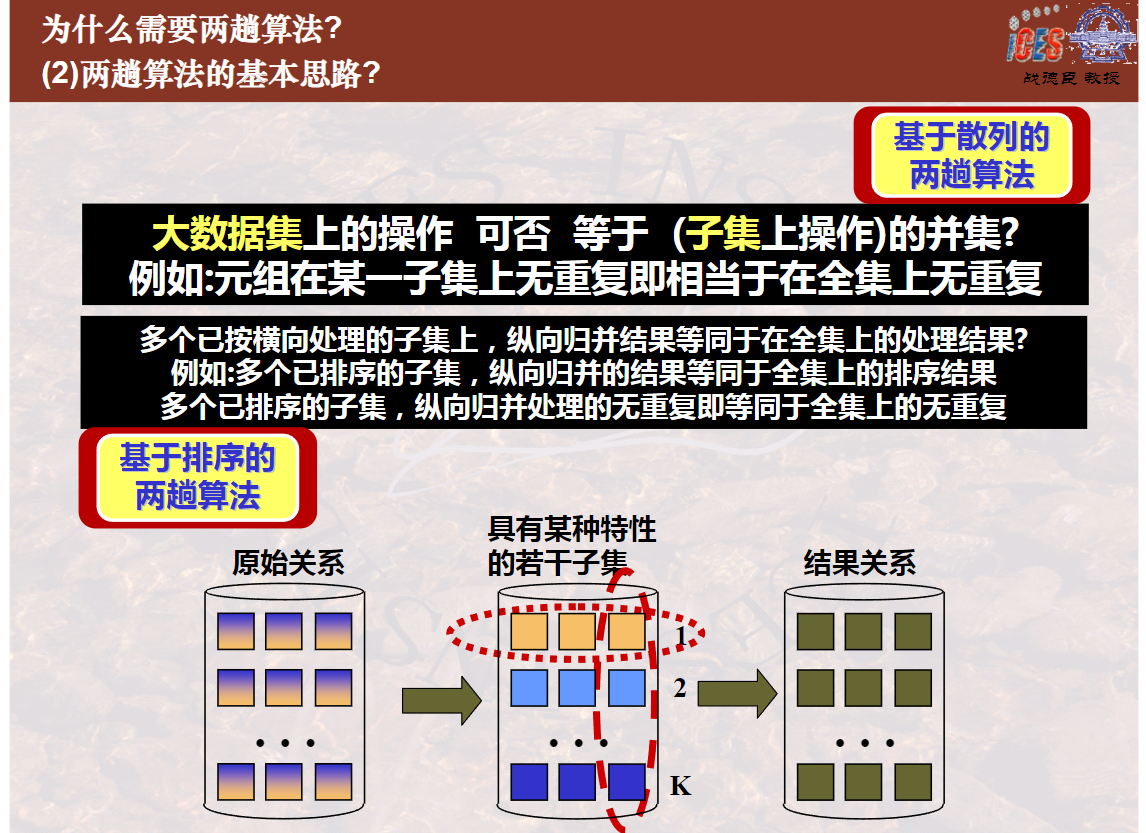 为什么需要两趟算法?
(2)两趟算法的基本思路?
iCES
战德臣 教授
基于散列的
两趟算法
大数据集上的操作 可否 等于 (子集上操作)的并集?
例如:元组在某一子集上无重复即相当于在全集上无重复
多个已按横向处理的子集上，纵向归并结果等同于在全集上的处理结果?
例如:多个已排序的子集，纵向归并的结果等同于全集上的排序结果
多个已排序的子集，纵向归并处理的无重复即等同于全集上的无重复
基于排序的
两趟算法
原始关系
具有某种特性
的若干子集
结果关系
1
2
K